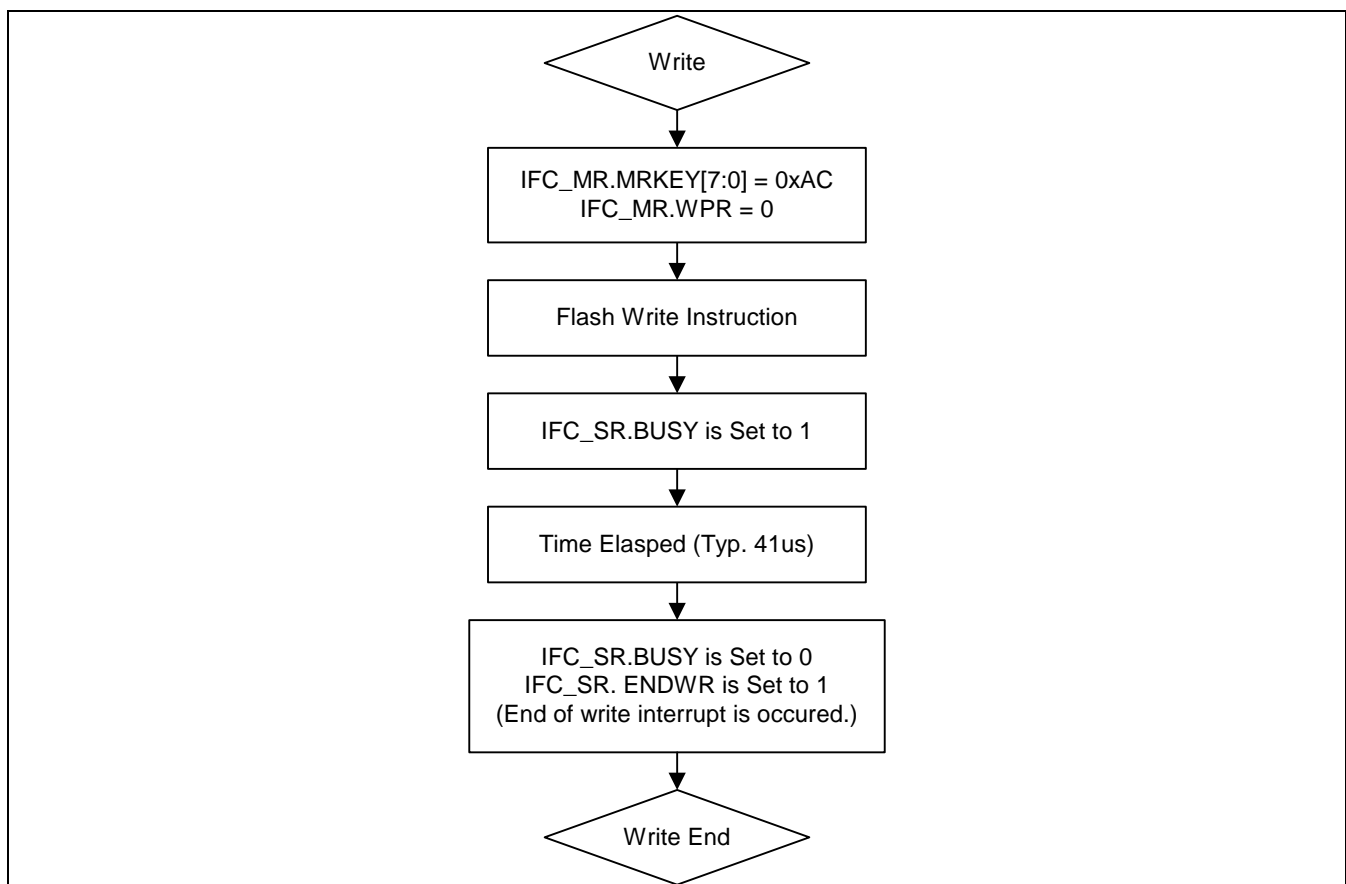 Write
IFC_MR.MRKEY[7:0] = 0xAC
IFC_MR.WPR = 0
Flash Write Instruction
IFC_SR.BUSY is Set to 1
Time Elasped (Typ. 41us)
IFC_SR.BUSY is Set to 0
IFC_SR. ENDWR is Set to 1
(End of write interrupt is occured.)
Write End